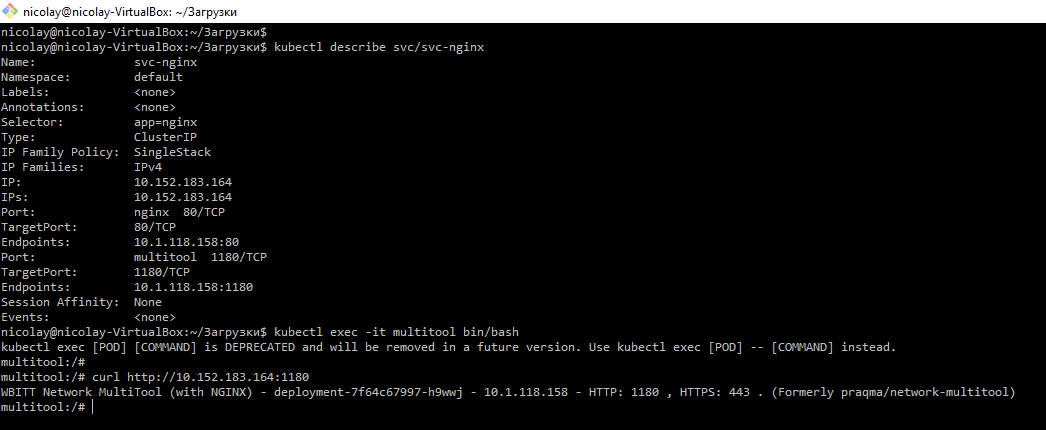 nicolay@nicolay-VirtualBox: ~/Загрузки
nicolay@nicolay-VirtualBox:~/Загрузки$
nicolay@nicolay-VirtualBox:~/Загрузки$ kubectl describe svc/svc-nginx
Name:              svc-nginx
Namespace:         default
Labels:            <none>
Annotations:       <none>
Selector:          app=nginx
Type:              ClusterIP
IP Family Policy:  SingleStack
IP Families:       IPv4
IP:                10.152.183.164
IPs:               10.152.183.164
Port:              nginx  80/TCP
TargetPort:        80/TCP
Endpoints:         10.1.118.158:80
Port:              multitool  1180/TCP
TargetPort:        1180/TCP
Endpoints:         10.1.118.158:1180
Session Affinity:  None
Events:            <none>
nicolay@nicolay-VirtualBox:~/Загрузки$ kubectl exec -it multitool bin/bash
kubectl exec [POD] [COMMAND] is DEPRECATED and will be removed in a future version. Use kubectl exec [POD] -- [COMMAND] instead.
multitool:/#
multitool:/# curl http://10.152.183.164:1180
WBITT Network MultiTool (with NGINX) - deployment-7f64c67997-h9wwj - 10.1.118.158 - HTTP: 1180 , HTTPS: 443 . (Formerly praqma/network-multitool)
multitool:/#